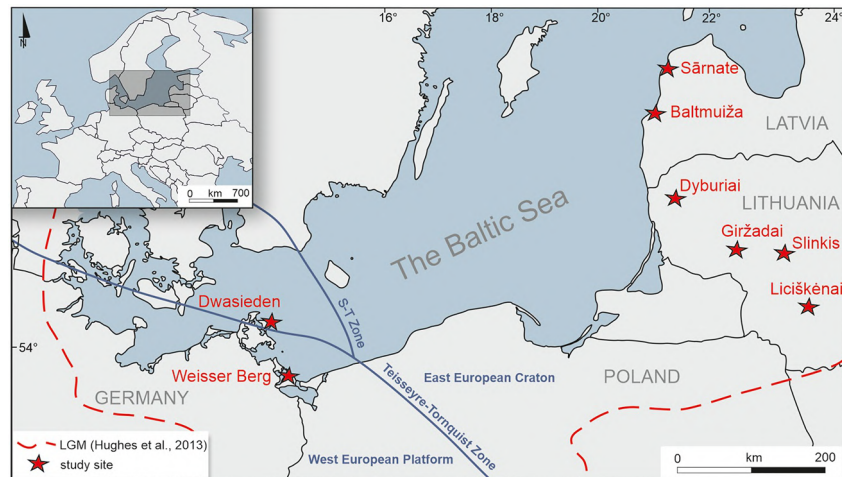 N
0 km 700
16°
20°
22°
24°
Sārnate
Baltmuiža
LATVIA
Dyburiai
LITHUANIA
Giržadai
Slinkis
Liciškėnai
The Baltic Sea
S-T Zone
Dwasieden
54°
Weisser Berg
GERMANY
East European Craton
POLAND
Teisseyre-Tornquist Zone
West European Platform
LGM (Hughes et al., 2013)
study site
0 km 200